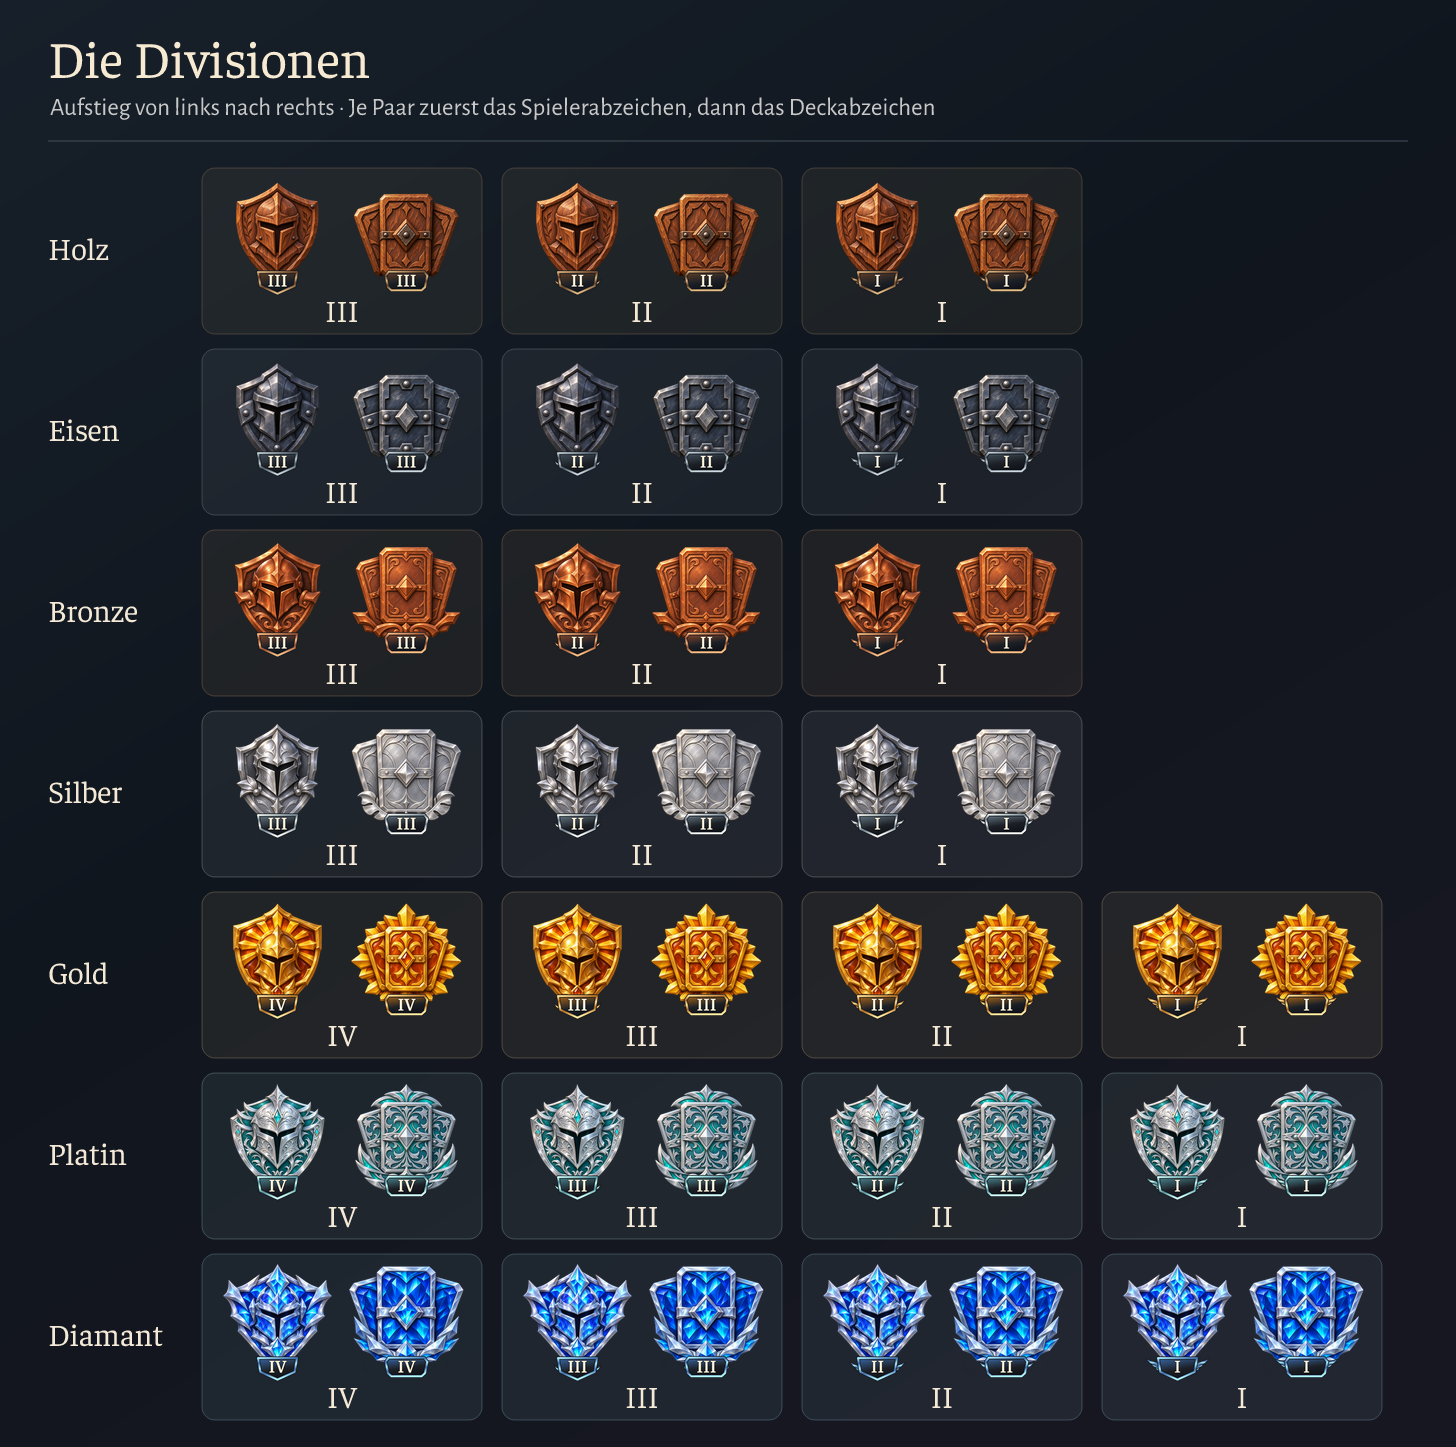 Die Divisionen
Aufstieg von links nach rechts · Je Paar zuerst das Spielerabzeichen, dann das Deckabzeichen
Holz
III III II II I I
III II I
Eisen
III III II II I I
III II I
Bronze
III III II II I I
III II I
Silber
III III II II I I
III II I
Gold
IV IV III III II II I I
IV III II I
Platin
IV IV III III II II I I
IV III II I
Diamant
IV IV III III II II I I
IV III II I